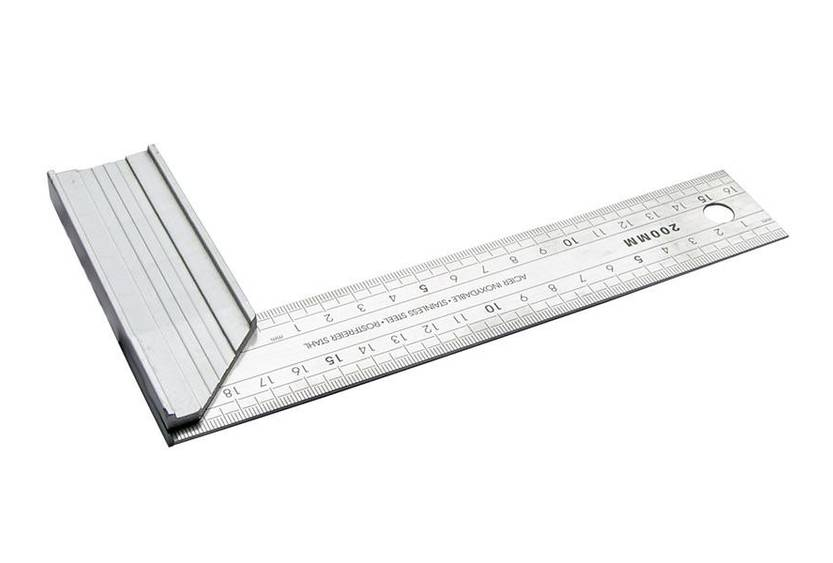 mm 1 2 3 4 5 6 7 8 9 10 11 12 13 14 15 16 17 18
200MM
ACIER INOXYDABLE • STAINLESS STEEL • ROSTFREIER STAHL
16 15 14 13 12 11 10 9 8 7 6 5 4 3 2 1 mm